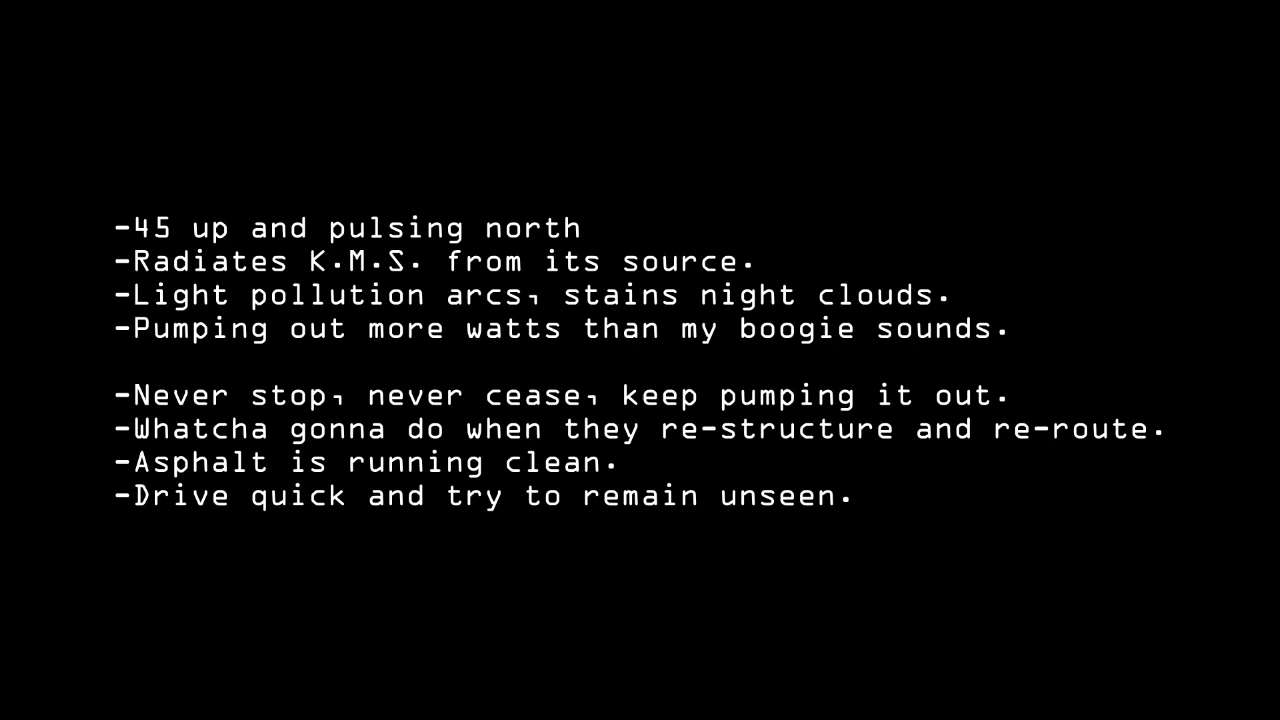 -45 up and pulsing north
-Radiates K.M.S. from its source.
-Light pollution arcs, stains night clouds.
-Pumping out more watts than my boogie sounds.
-Never stop, never cease, keep pumping it out.
-Whatcha gonna do when they re-structure and re-route.
-Asphalt is running clean.
-Drive quick and try to remain unseen.